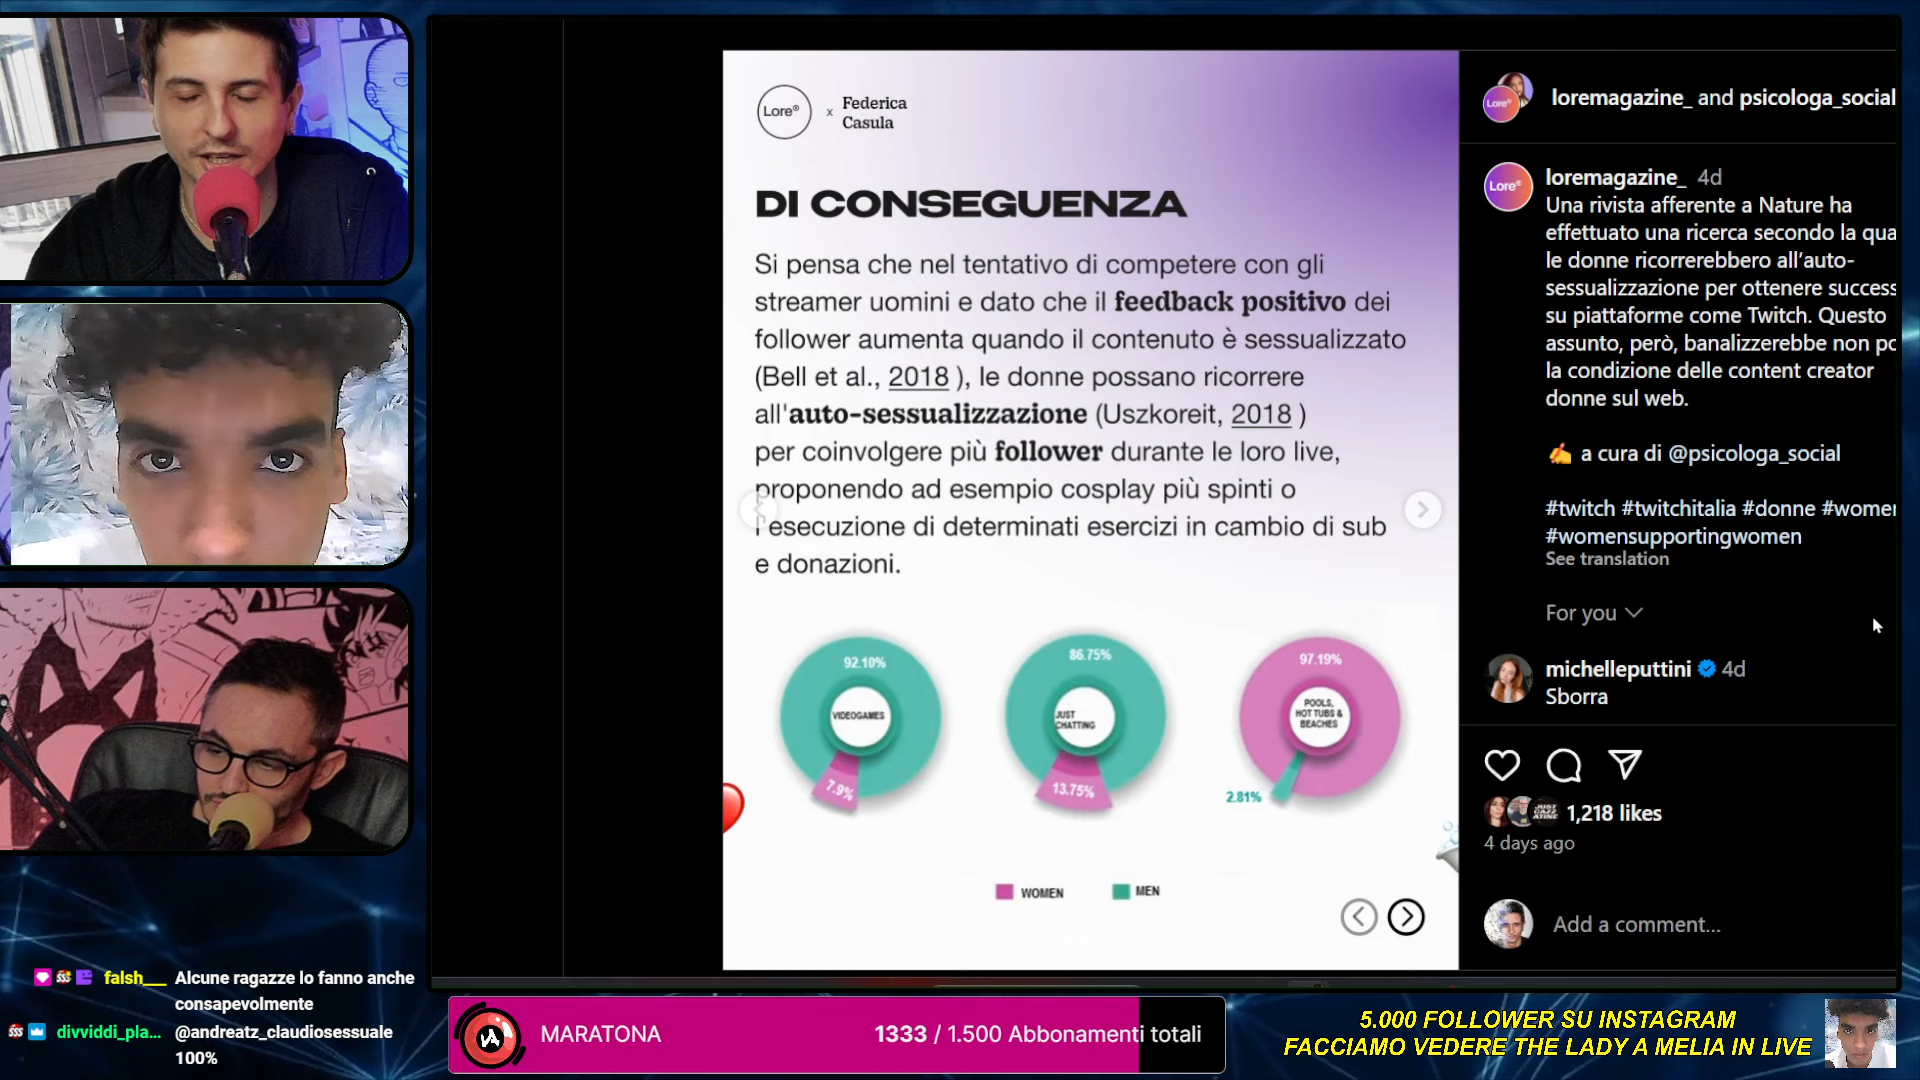 Lore®
x
Federica
Casula
DI CONSEGUENZA
Si pensa che nel tentativo di competere con gli
streamer uomini e dato che il feedback positivo dei
follower aumenta quando il contenuto è sessualizzato
(Bell et al., 2018 ), le donne possano ricorrere
all'auto-sessualizzazione (Uszkoreit, 2018 )
per coinvolgere più follower durante le loro live,
proponendo ad esempio cosplay più spinti o
l'esecuzione di determinati esercizi in cambio di sub
e donazioni.
92.10%
VIDEOGAMES
7.9%
86.75%
JUST
CHATTING
13.75%
97.19%
POOLS,
HOT TUBS &
BEACHES
2.81%
WOMEN
MEN
Lore®
loremagazine_ and psicologa_social
Lore®
loremagazine_ 4d
Una rivista afferente a Nature ha
effettuato una ricerca secondo la qua
le donne ricorrerebbero all’auto-
sessualizzazione per ottenere success
su piattaforme come Twitch. Questo
assunto, però, banalizzerebbe non po
la condizione delle content creator
donne sul web.
✍️ a cura di @psicologa_social
#twitch #twitchitalia #donne #women
#womensupportingwomen
See translation
For you
michelleputtini 4d
Sborra
1,218 likes
4 days ago
Add a comment...
falsh___ Alcune ragazze lo fanno anche
consapevolmente
divviddi_pla... @andreatz_claudiosessuale
100%
MARATONA
1333 / 1.500 Abbonamenti totali
5.000 FOLLOWER SU INSTAGRAM
FACCIAMO VEDERE THE LADY A MELIA IN LIVE